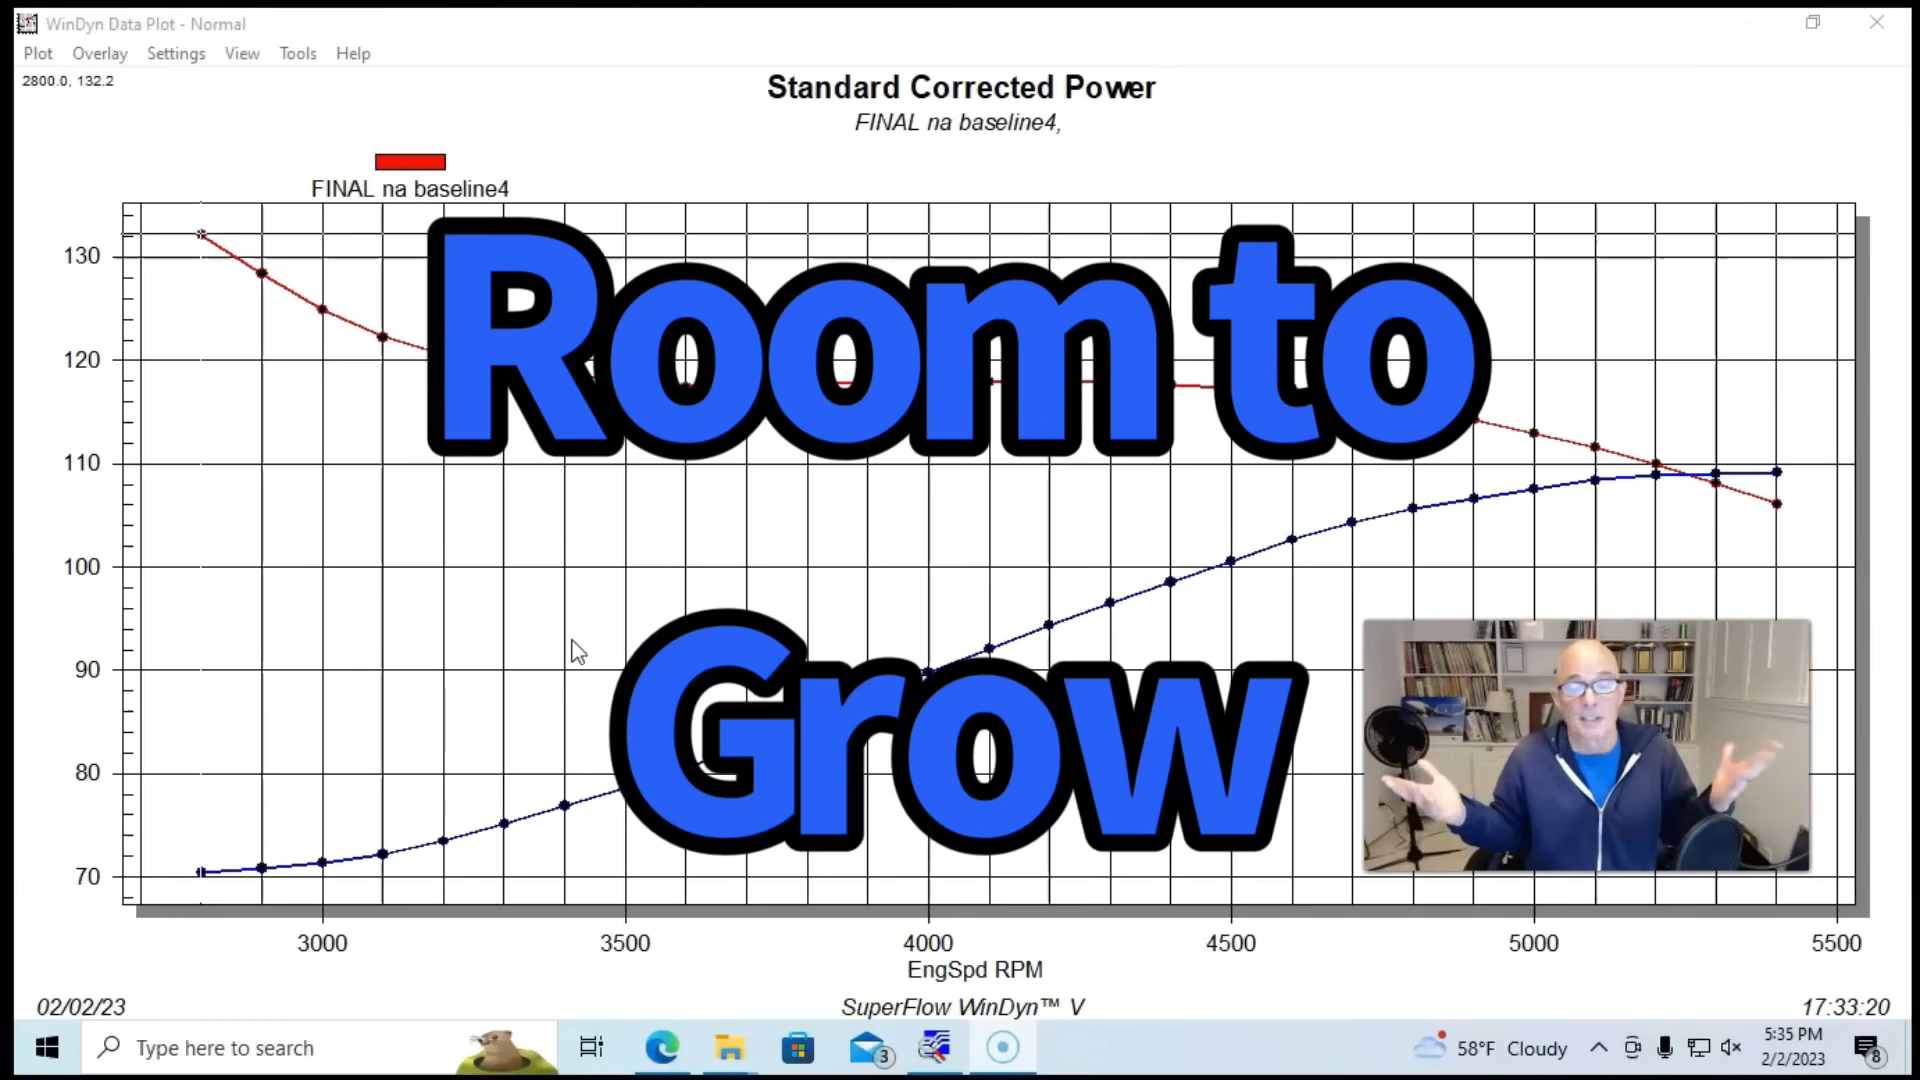 WinDyn Data Plot - Normal
Plot Overlay Settings View Tools Help
2800.0, 132.2
Standard Corrected Power
FINAL na baseline4,
FINAL na baseline4
130
120
110
100
90
80
70
Room to
Grow
3000 3500 4000 4500 5000 5500
EngSpd RPM
02/02/23 SuperFlow WinDyn™ V 17:33:20
Type here to search
3
58°F Cloudy
5:35 PM
2/2/2023
8